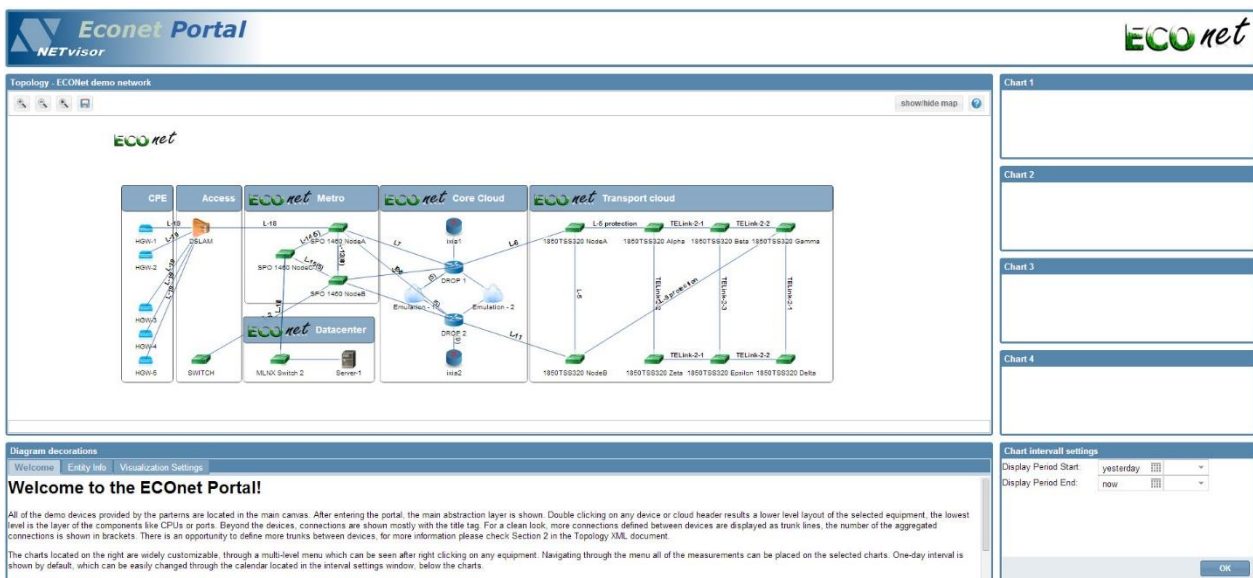 Econet Portal
NETvisor
ECOnet
Topology - ECONet demo network
show/hide map
ECOnet
CPE
Access
ECOnet Metro
ECOnet Core Cloud
ECOnet Transport cloud
L-18
L-18
L-5 protection
TELink-2-1
TELink-2-2
HGW-1
DSLAM
SPO 1460 NodeA
ixia1
1850TSS320 NodeA
1850TSS320 Alpha
1850TSS320 Beta
1850TSS320 Gamma
L-7
L-6
HGW-2
SPO 1460 NodeC
DROP 1
SPO 1460 NodeB
Emulation -
Emulation - 2
L-5
TELink-2-3
TELink-2-1
HGW-3
ECOnet Datacenter
DROP 2
L-11
HGW-4
TELink-2-1
TELink-2-2
HGW-5
SWITCH
MLNX Switch 2
Server-1
ixia2
1850TSS320 NodeB
1850TSS320 Zeta
1850TSS320 Epsilon
1850TSS320 Delta
Chart 1
Chart 2
Chart 3
Chart 4
Diagram decorations
Welcome
Entity Info
Visualization Settings
Welcome to the ECOnet Portal!
All of the demo devices provided by the parterns are located in the main canvas. After entering the portal, the main abstraction layer is shown. Double clicking on any device or cloud header results a lower level layout of the selected equipment, the lowest
level is the layer of the components like CPUs or ports. Beyond the devices, connections are shown mostly with the title tag. For a clean look, more connections defined between devices are displayed as trunk lines, the number of the aggregated
connections is shown in brackets. There is an opportunity to define more trunks between devices, for more information please check Section 2 in the Topology XML document.
The charts located on the right are widely customizable, through a multi-level menu which can be seen after right clicking on any equipment. Navigating through the menu all of the measurements can be placed on the selected charts. One-day interval is
shown by default, which can be easily changed through the calendar located in the interval settings window, below the charts.
Chart intervall settings
Display Period Start: yesterday
Display Period End: now
OK